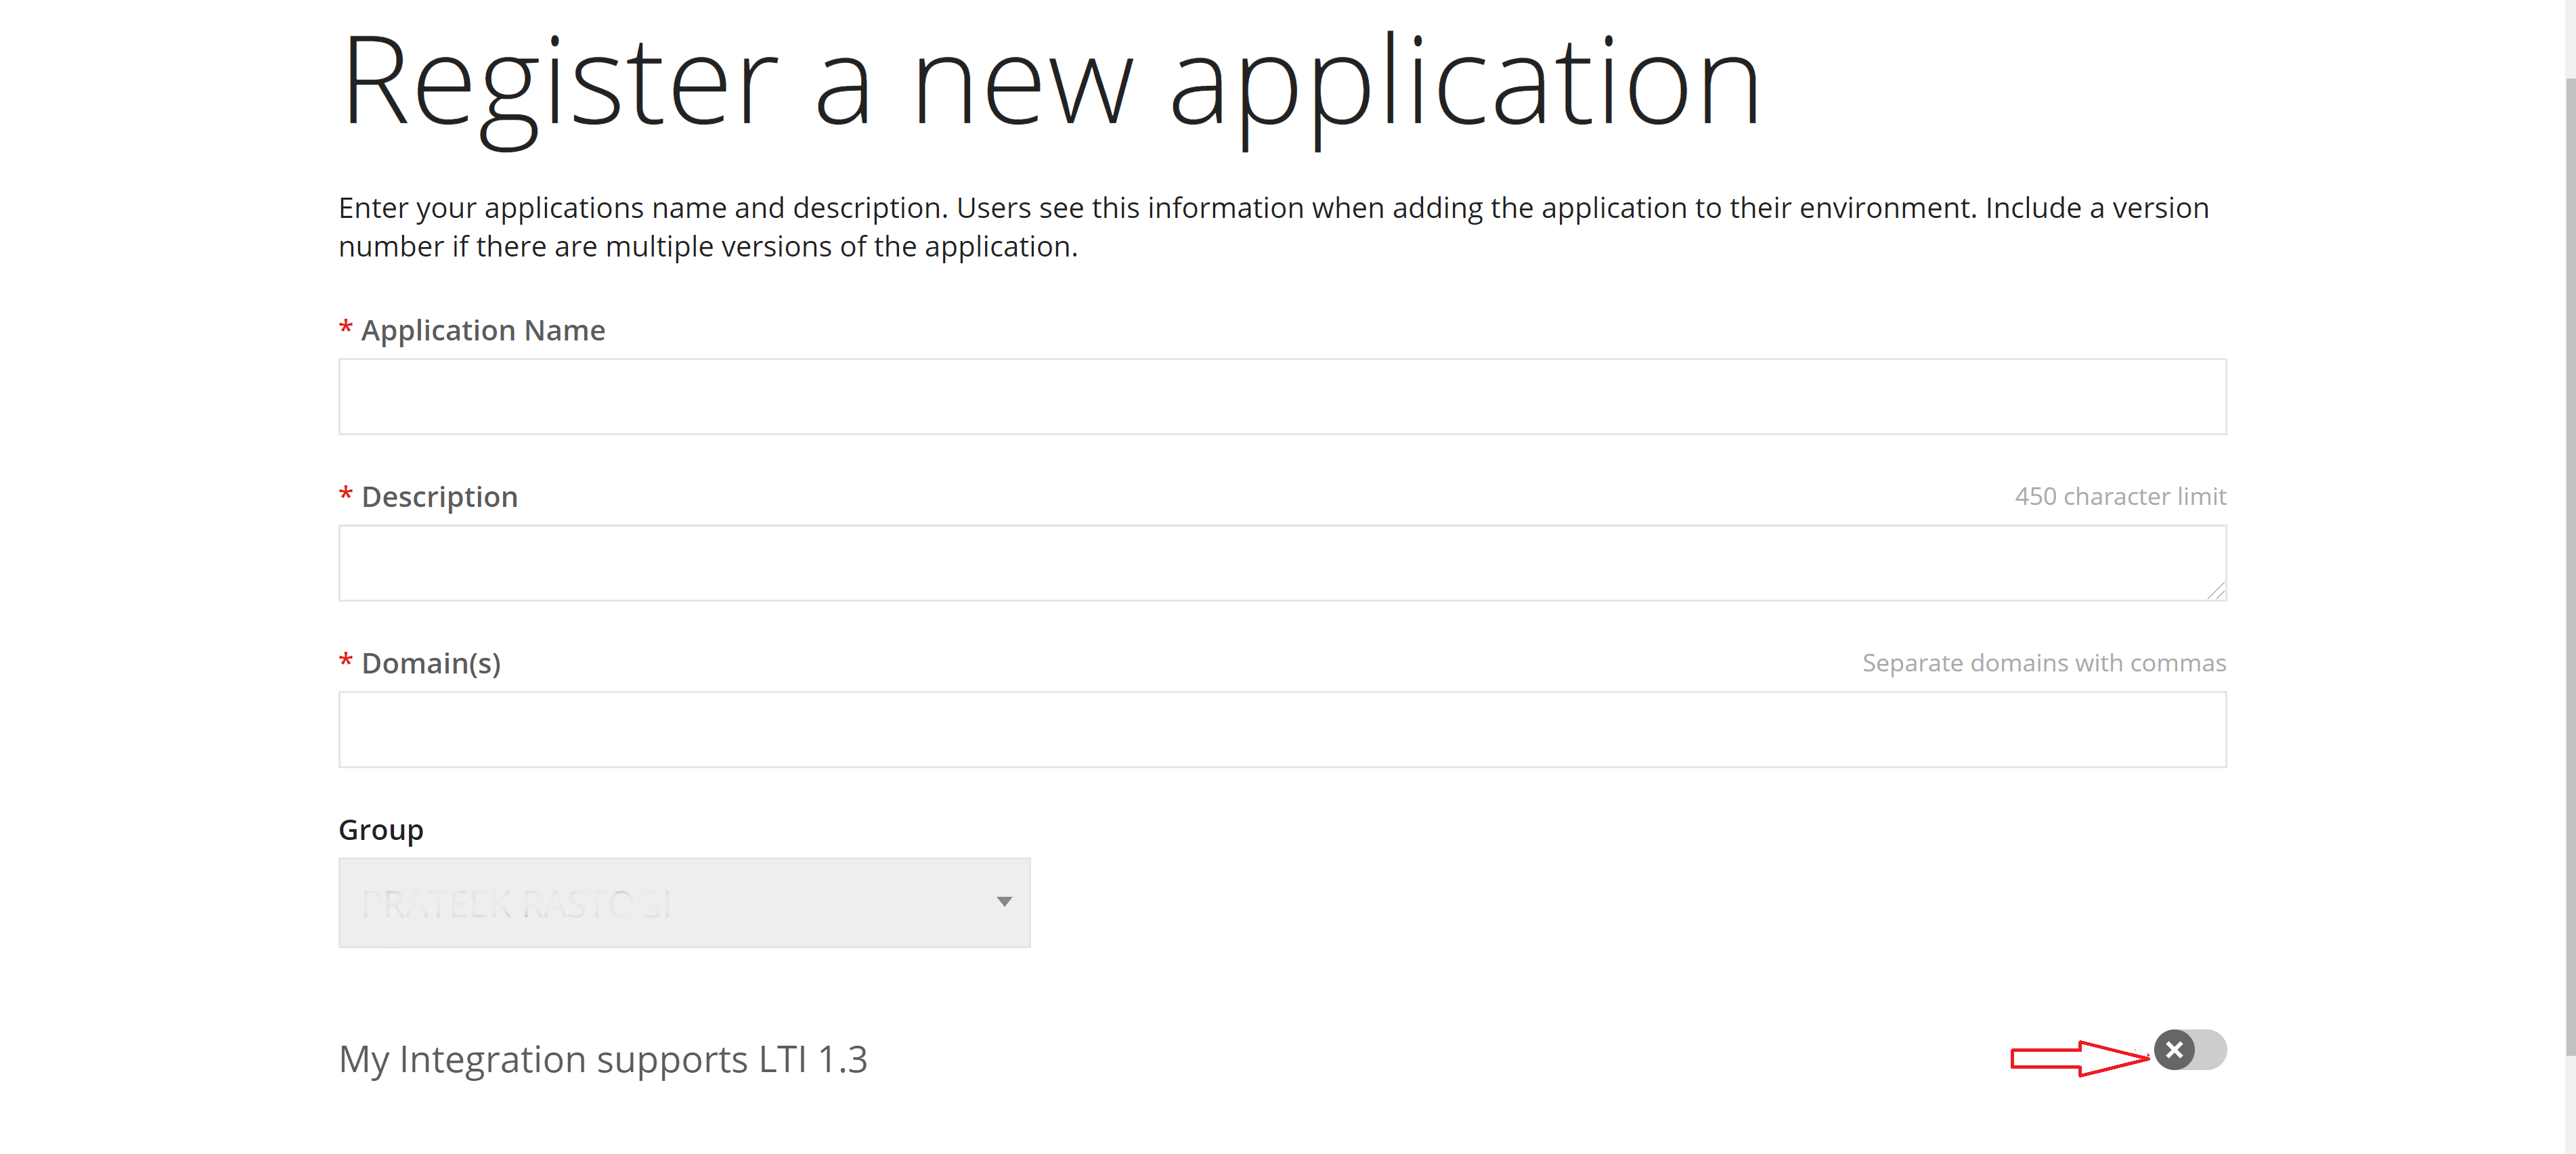 Register a new application
Enter your applications name and description. Users see this information when adding the application to their environment. Include a version
number if there are multiple versions of the application.
* Application Name
* Description
450 character limit
* Domain(s)
Separate domains with commas
Group
PRATEEK RASTOGI
My Integration supports LTI 1.3